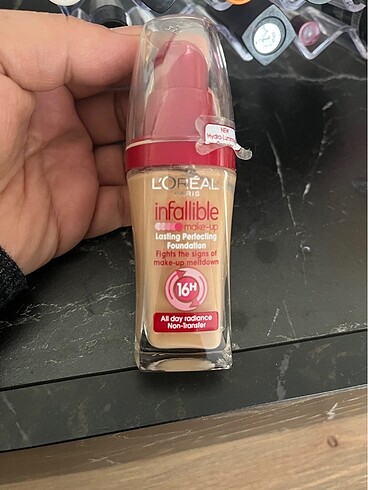 NEW
L'ORÉAL
PARIS
infallible
make-up
Lasting Perfecting
Foundation
Fights the signs of
make-up meltdown
16H
All day radiance
Non-Transfer